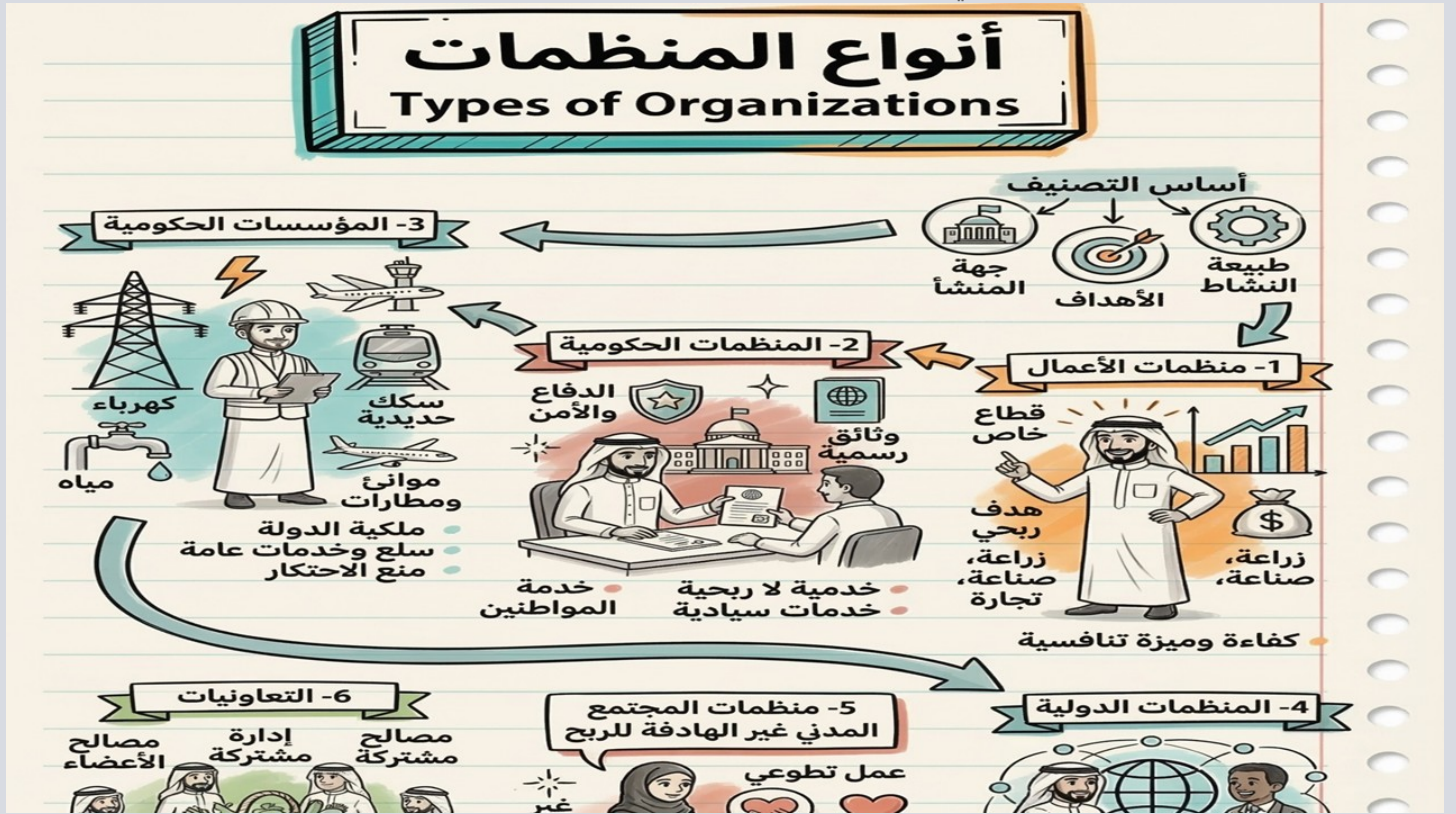 أنواع المنظمات
Types of Organizations
أساس التصنيف
طبيعة
النشاط
الأهداف
جهة
المنشأ
1- منظمات الأعمال
قطاع
خاص
هدف
ربحي
زراعة،
صناعة،
تجارة
$
زراعة،
صناعة،
كفاءة وميزة تنافسية
2- المنظمات الحكومية
الدفاع
والأمن
وثائق
رسمية
خدمية لا ربحية
خدمات سيادية
خدمة
المواطنين
3- المؤسسات الحكومية
كهرباء
سكك
حديدية
مياه
موانئ
ومطارات
ملكية الدولة
سلع وخدمات عامة
منع الاحتكار
4- المنظمات الدولية
5- منظمات المجتمع
المدني غير الهادفة للربح
عمل تطوعي
غير
6- التعاونيات
مصالح
مشتركة
إدارة
مشتركة
مصالح
الأعضاء